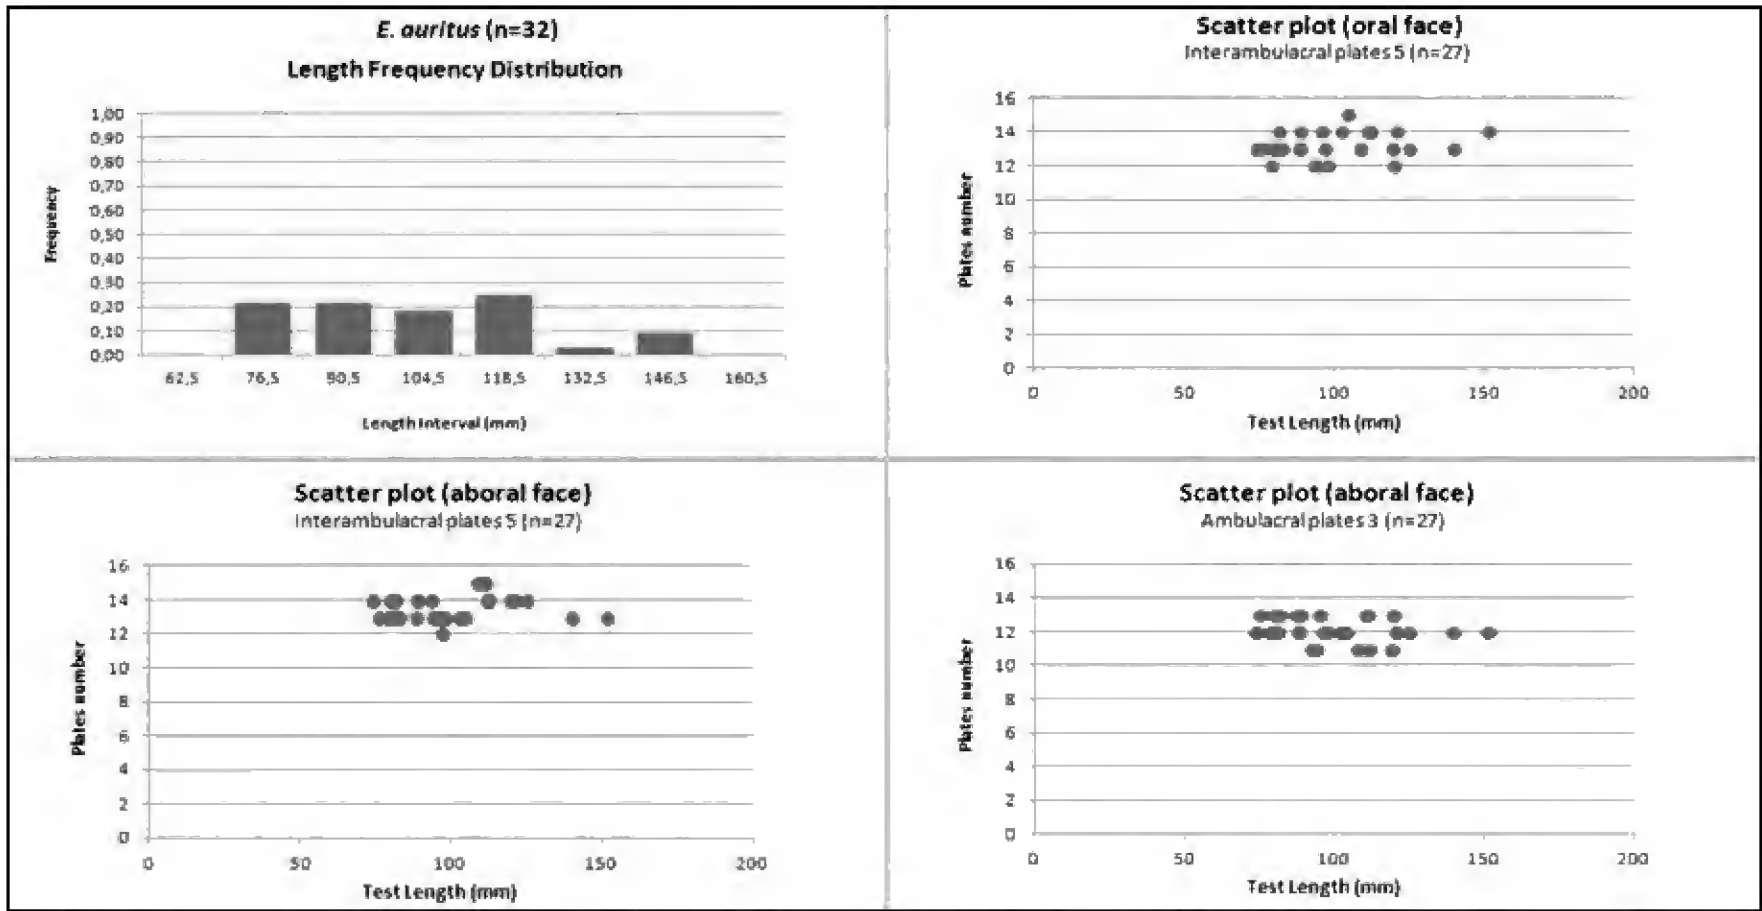 E. auritus (n=32)
Length Frequency Distribution
1,00
0,90
0,80
0,70
0,60
0,50
0,40
0,30
0,20
0,10
0,00
Frequency
62,5 76,5 90,5 104,5 118,5 132,5 146,5 160,5
Length Interval (mm)
Scatter plot (oral face)
Interambulacral plates 5 (n=27)
16
14
12
10
8
6
4
2
0
Plates number
0 50 100 150 200
Test Length (mm)
Scatter plot (aboral face)
Interambulacral plates 5 (n=27)
16
14
12
10
8
6
4
2
0
Plates number
0 50 100 150 200
Test Length (mm)
Scatter plot (aboral face)
Ambulacral plates 3 (n=27)
16
14
12
10
8
6
4
2
0
Plates number
0 50 100 150 200
Test Length (mm)